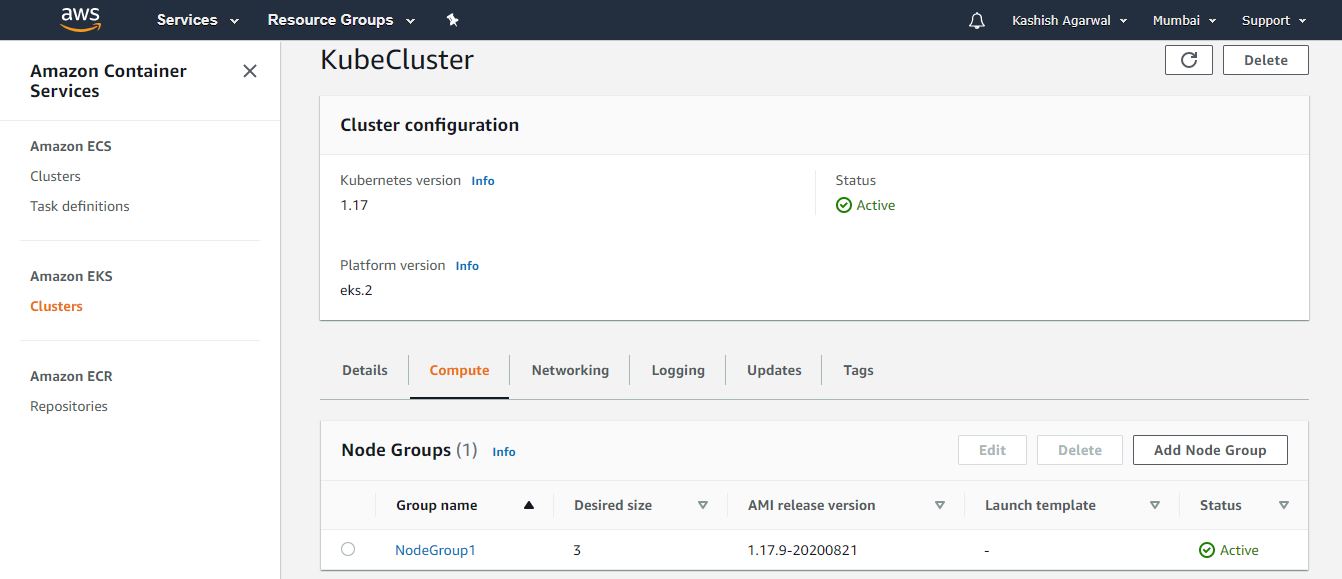 aws Services Resource Groups Kashish Agarwal Mumbai Support
Amazon Container
Services
Amazon ECS
Clusters
Task definitions
Amazon EKS
Clusters
Amazon ECR
Repositories
KubeCluster
Delete
Cluster configuration
Kubernetes version Info
1.17
Status
Active
Platform version Info
eks.2
Details Compute Networking Logging Updates Tags
Node Groups (1) Info Edit Delete Add Node Group
Group name Desired size AMI release version Launch template Status
NodeGroup1 3 1.17.9-20200821 - Active